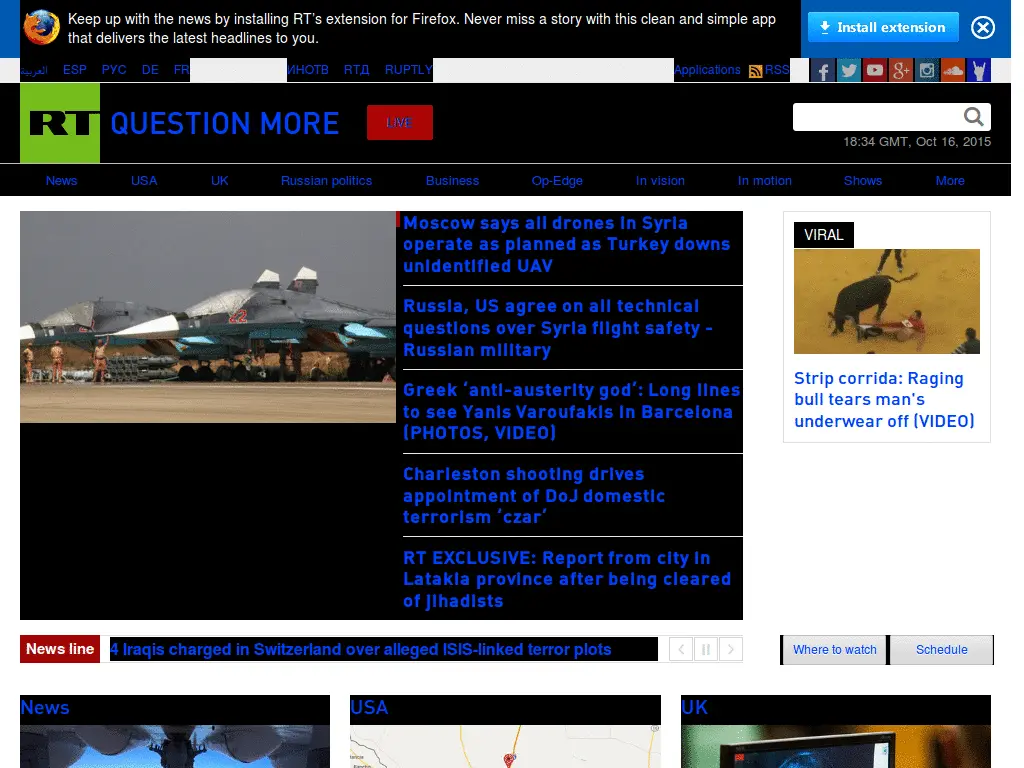 Keep up with the news by installing RT's extension for Firefox. Never miss a story with this clean and simple app
that delivers the latest headlines to you.
Install extension
العربية ESP РУС DE FR ИНОТВ РТД RUPTLY Applications RSS
RT QUESTION MORE LIVE
18:34 GMT, Oct 16, 2015
News USA UK Russian politics Business Op-Edge In vision In motion Shows More
Moscow says all drones in Syria
operate as planned as Turkey downs
unidentified UAV
Russia, US agree on all technical
questions over Syria flight safety -
Russian military
Greek ‘anti-austerity god’: Long lines
to see Yanis Varoufakis in Barcelona
(PHOTOS, VIDEO)
Charleston shooting drives
appointment of DoJ domestic
terrorism ‘czar’
RT EXCLUSIVE: Report from city in
Latakia province after being cleared
of jihadists
VIRAL
Strip corrida: Raging
bull tears man's
underwear off (VIDEO)
News line
4 Iraqis charged in Switzerland over alleged ISIS-linked terror plots
Where to watch Schedule
News USA UK